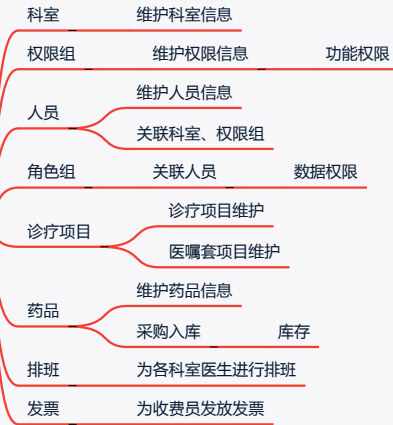 科室 维护科室信息
权限组 维护权限信息 功能权限
人员
维护人员信息
关联科室、权限组
角色组 关联人员 数据权限
诊疗项目
诊疗项目维护
医嘱套项目维护
药品
维护药品信息
采购入库 库存
排班 为各科室医生进行排班
发票 为收费员发放发票